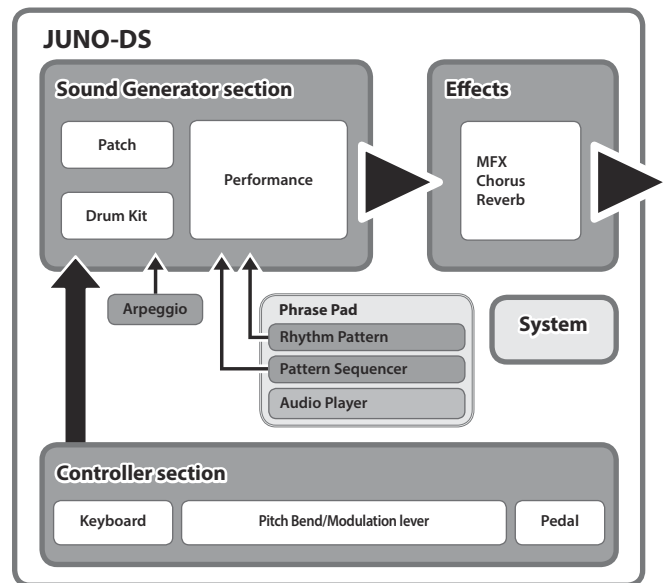 JUNO-DS
Sound Generator section
Patch
Drum Kit
Performance
Effects
MFX
Chorus
Reverb
Arpeggio
Phrase Pad
Rhythm Pattern
Pattern Sequencer
Audio Player
System
Controller section
Keyboard
Pitch Bend/Modulation lever
Pedal